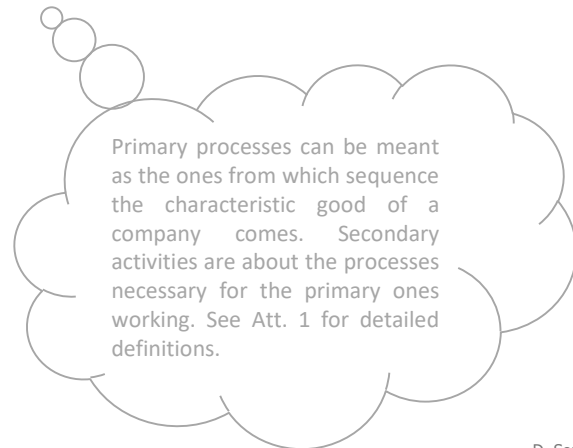 Primary processes can be meant
as the ones from which sequence
the characteristic good of a
company comes. Secondary
activities are about the processes
necessary for the primary ones
working. See Att. 1 for detailed
definitions.